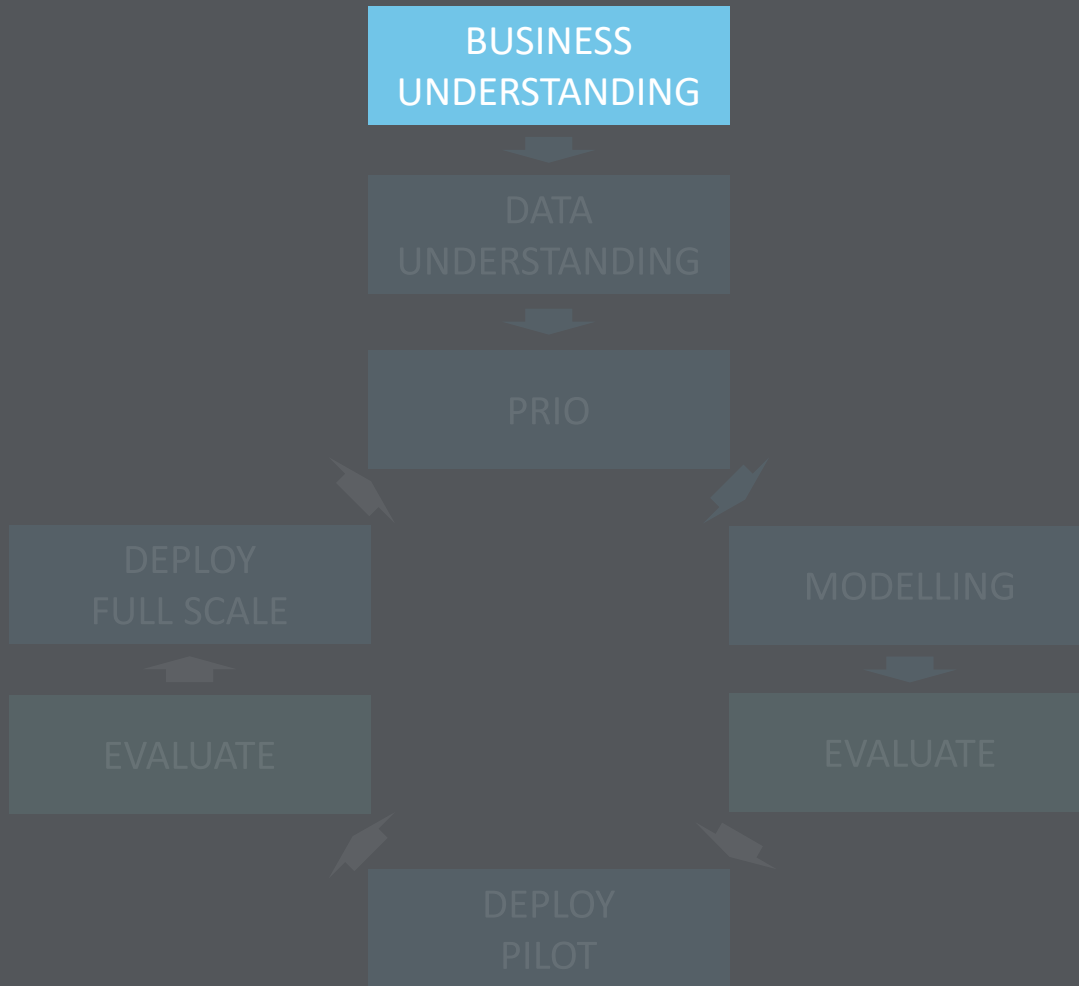 BUSINESS
UNDERSTANDING
DATA
UNDERSTANDING
PRIO
DEPLOY
FULL SCALE
MODELLING
EVALUATE
EVALUATE
DEPLOY
PILOT